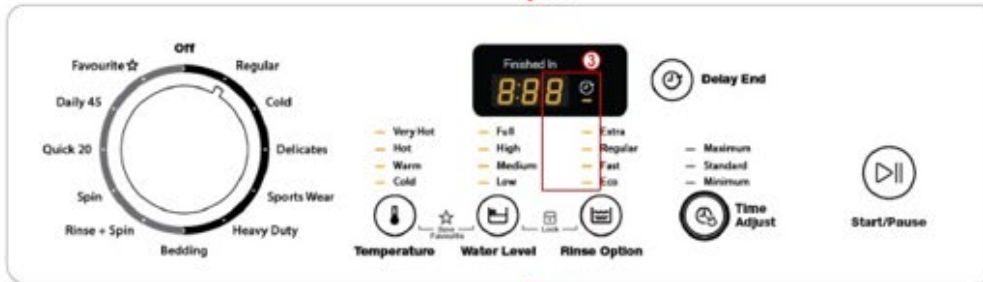 Off
Favourite
Regular
Daily 45
Cold
Quick 20
Delicates
Spin
Sports Wear
Rinse + Spin
Heavy Duty
Bedding
Finished In
3
8:88
Delay End
Very Hot
Full
Extra
Hot
High
Regular
Maximum
Warm
Medium
Fast
Standard
Cold
Low
Eco
Minimum
Save
Favourite
Lock
Time
Adjust
Start/Pause
Temperature
Water Level
Rinse Option